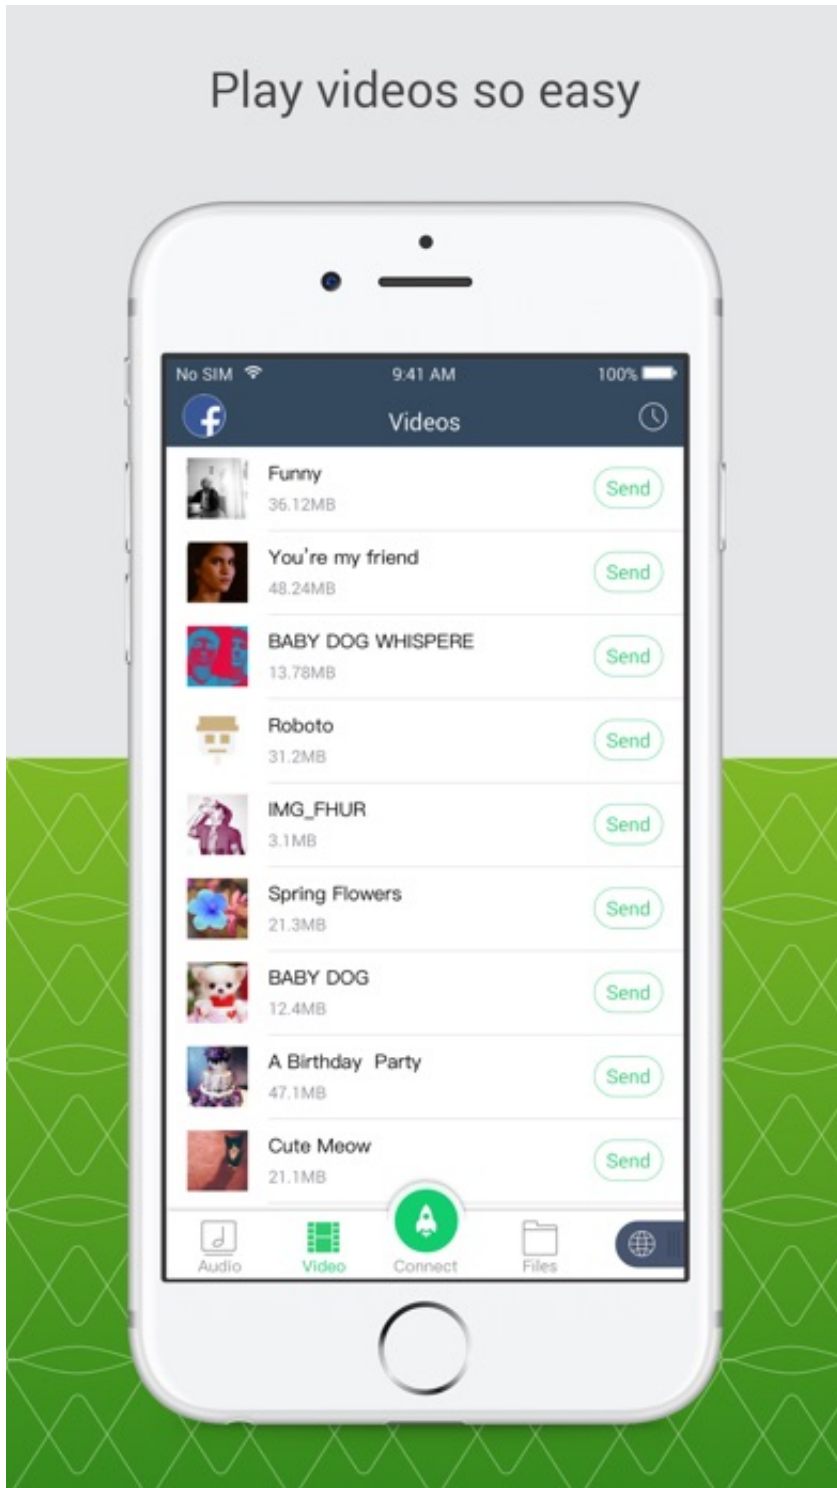 Play videos so easy
No SIM 9:41 AM 100%
f Videos
Funny
36.12MB
Send
You're my friend
48.24MB
Send
BABY DOG WHISPERE
13.78MB
Send
Roboto
31.2MB
Send
IMG_FHUR
3.1MB
Send
Spring Flowers
21.3MB
Send
BABY DOG
12.4MB
Send
A Birthday Party
47.1MB
Send
Cute Meow
21.1MB
Send
Audio Video Connect Files